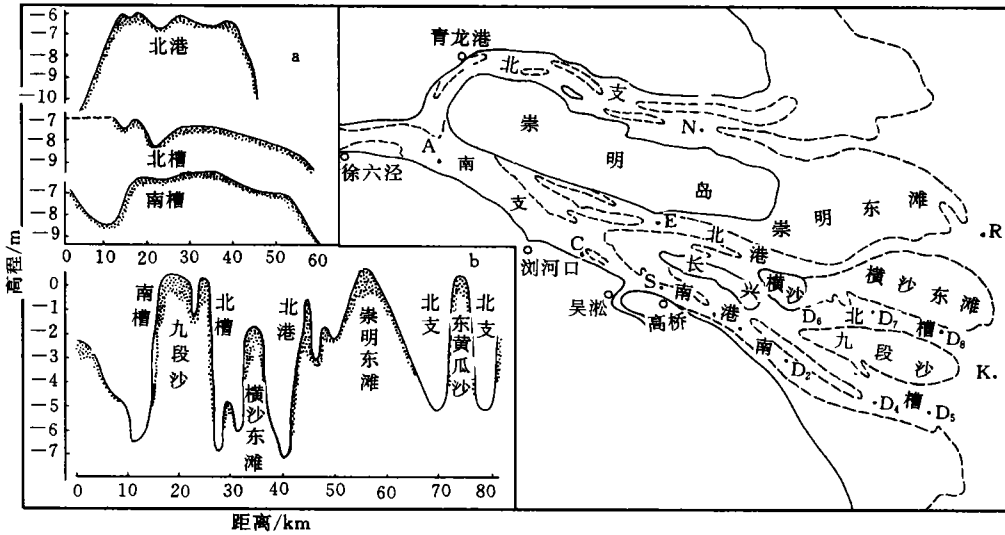 −6
−7
−8
−9
−10
北港
a
−7
−8
−9
北槽
−7
−8
−9
南槽
0
10
20
30
40
50
60
高程/m
b
0
−1
−2
−3
−4
−5
−6
−7
南槽
九段沙
北槽
横沙东滩
北港
崇明东滩
北支
东黄瓜沙
北支
0
10
20
30
40
50
60
70
80
距离/km
青龙港
北支
N
崇明岛
A
徐六泾
南支
崇明东滩
R
E
北港
浏河口
C
长兴
横沙
横沙东滩
S
吴淞
高桥
南港
D₆
北槽
D₇
D₈
九段沙
K
南槽
D₂
D₄
D₅